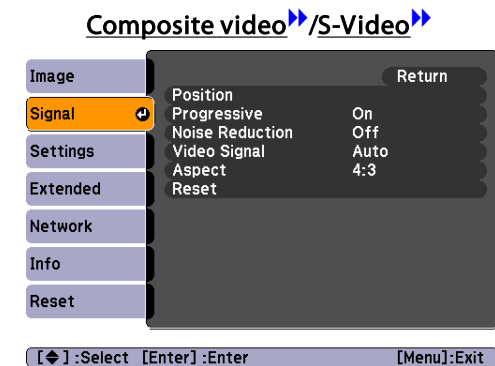 Composite video/S-Video
Image
Signal
Settings
Extended
Network
Info
Reset
Return
Position
Progressive On
Noise Reduction Off
Video Signal Auto
Aspect 4:3
Reset
[◆] :Select [Enter] :Enter [Menu]:Exit